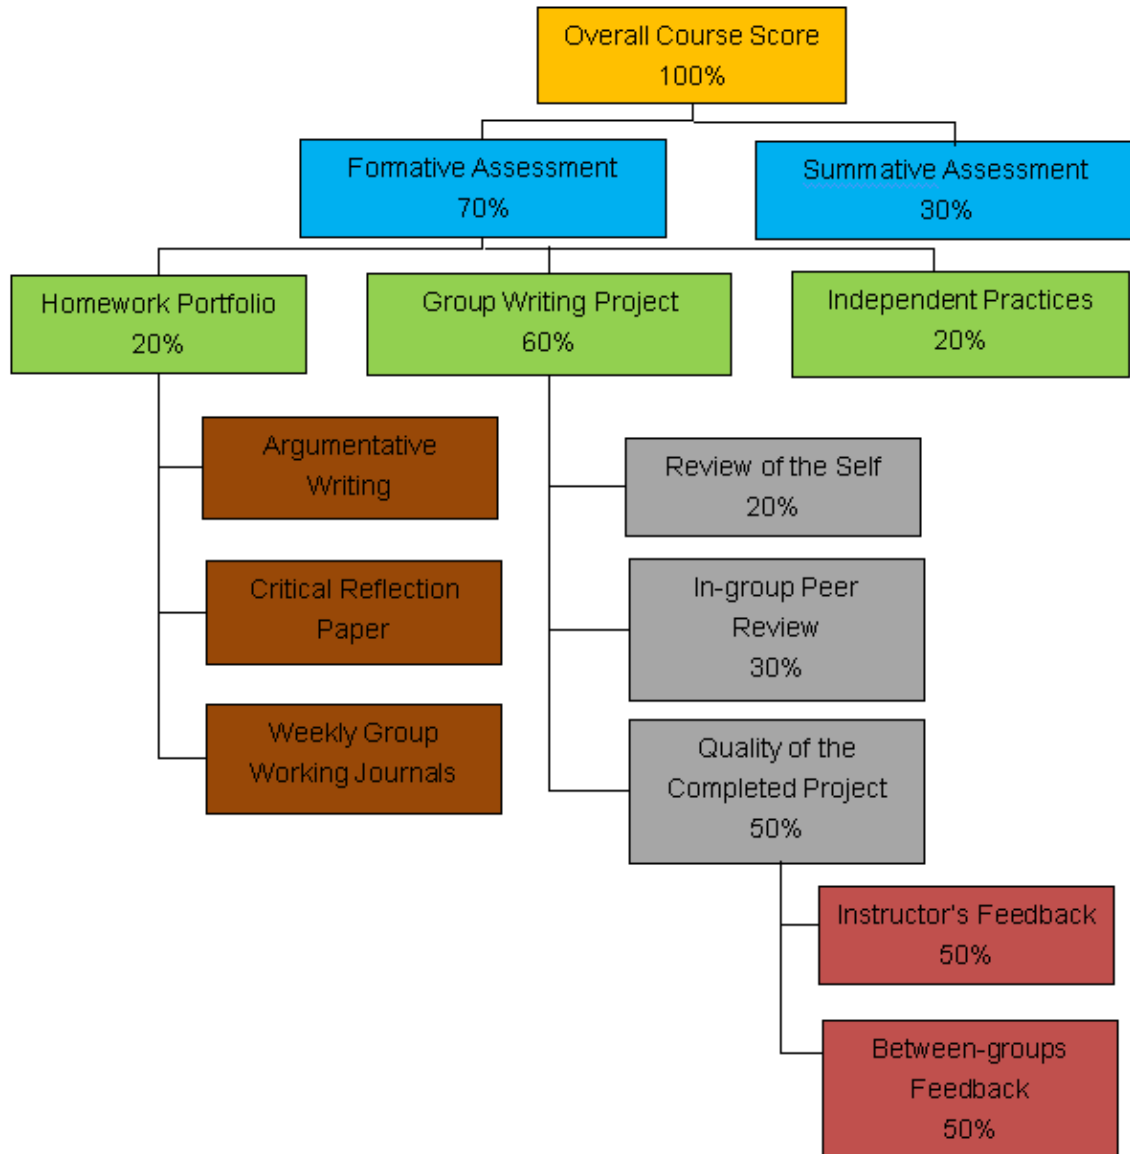 Overall Course Score
100%
Formative Assessment
70%
Summative Assessment
30%
Homework Portfolio
20%
Group Writing Project
60%
Independent Practices
20%
Argumentative
Writing
Critical Reflection
Paper
Weekly Group
Working Journals
Review of the Self
20%
In-group Peer
Review
30%
Quality of the
Completed Project
50%
Instructor's Feedback
50%
Between-groups
Feedback
50%